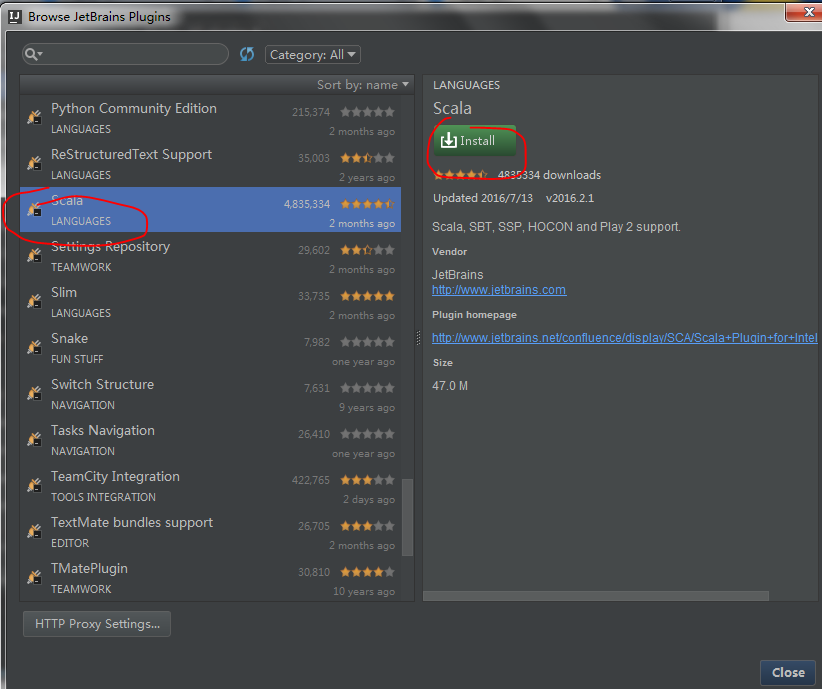 Browse JetBrains Plugins
Category: All
Sort by: name
Python Community Edition
215,374
LANGUAGES
2 months ago
ReStructuredText Support
35,003
LANGUAGES
2 years ago
Scala
4,835,334
LANGUAGES
2 months ago
Settings Repository
29,602
TEAMWORK
2 months ago
Slim
33,735
LANGUAGES
2 months ago
Snake
7,982
FUN STUFF
one year ago
Switch Structure
7,631
NAVIGATION
9 years ago
Tasks Navigation
26,410
NAVIGATION
one year ago
TeamCity Integration
422,765
TOOLS INTEGRATION
2 days ago
TextMate bundles support
26,705
EDITOR
2 months ago
TMatePlugin
30,810
TEAMWORK
10 years ago
HTTP Proxy Settings...
LANGUAGES
Scala
Install
4835334 downloads
Updated 2016/7/13 v2016.2.1
Scala, SBT, SSP, HOCON and Play 2 support.
Vendor
JetBrains
http://www.jetbrains.com
Plugin homepage
http://www.jetbrains.net/confluence/display/SCA/Scala+Plugin+for+Intel
Size
47.0 M
Close